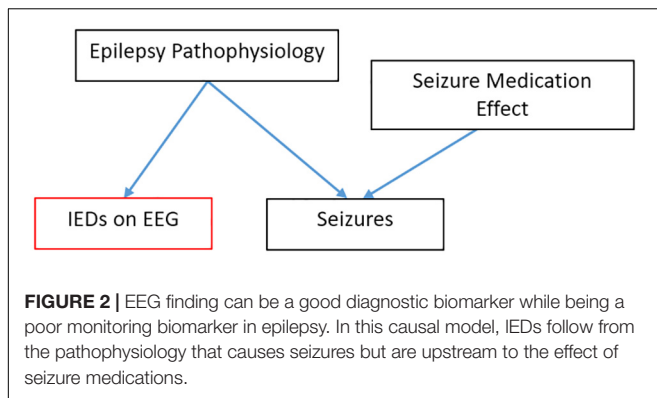 Epilepsy Pathophysiology
Seizure Medication
Effect
IEDs on EEG
Seizures
FIGURE 2 | EEG finding can be a good diagnostic biomarker while being a
poor monitoring biomarker in epilepsy. In this causal model, IEDs follow from
the pathophysiology that causes seizures but are upstream to the effect of
seizure medications.